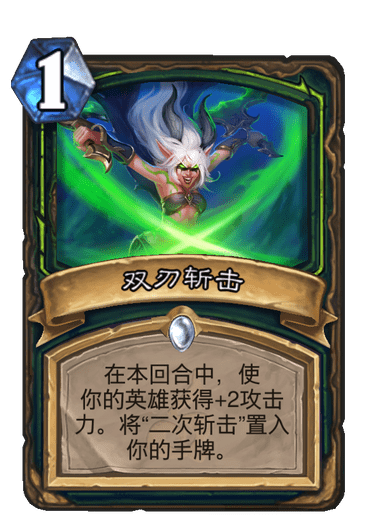 1
双刃斩击
在本回合中，使
你的英雄获得+2攻击
力。将“二次斩击”置入
你的手牌。